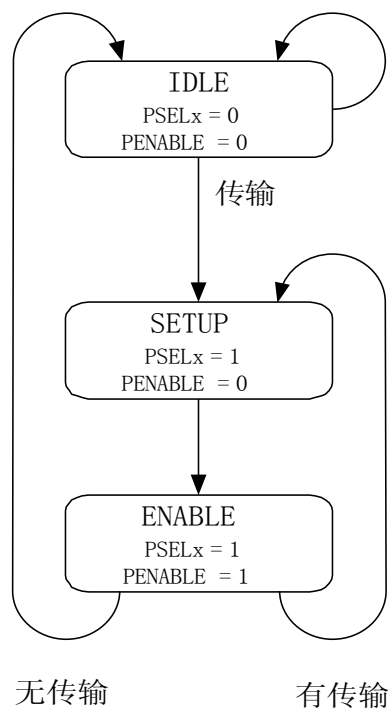 IDLE
PSELx = 0
PENABLE = 0
传输
SETUP
PSELx = 1
PENABLE = 0
ENABLE
PSELx = 1
PENABLE = 1
无传输
有传输